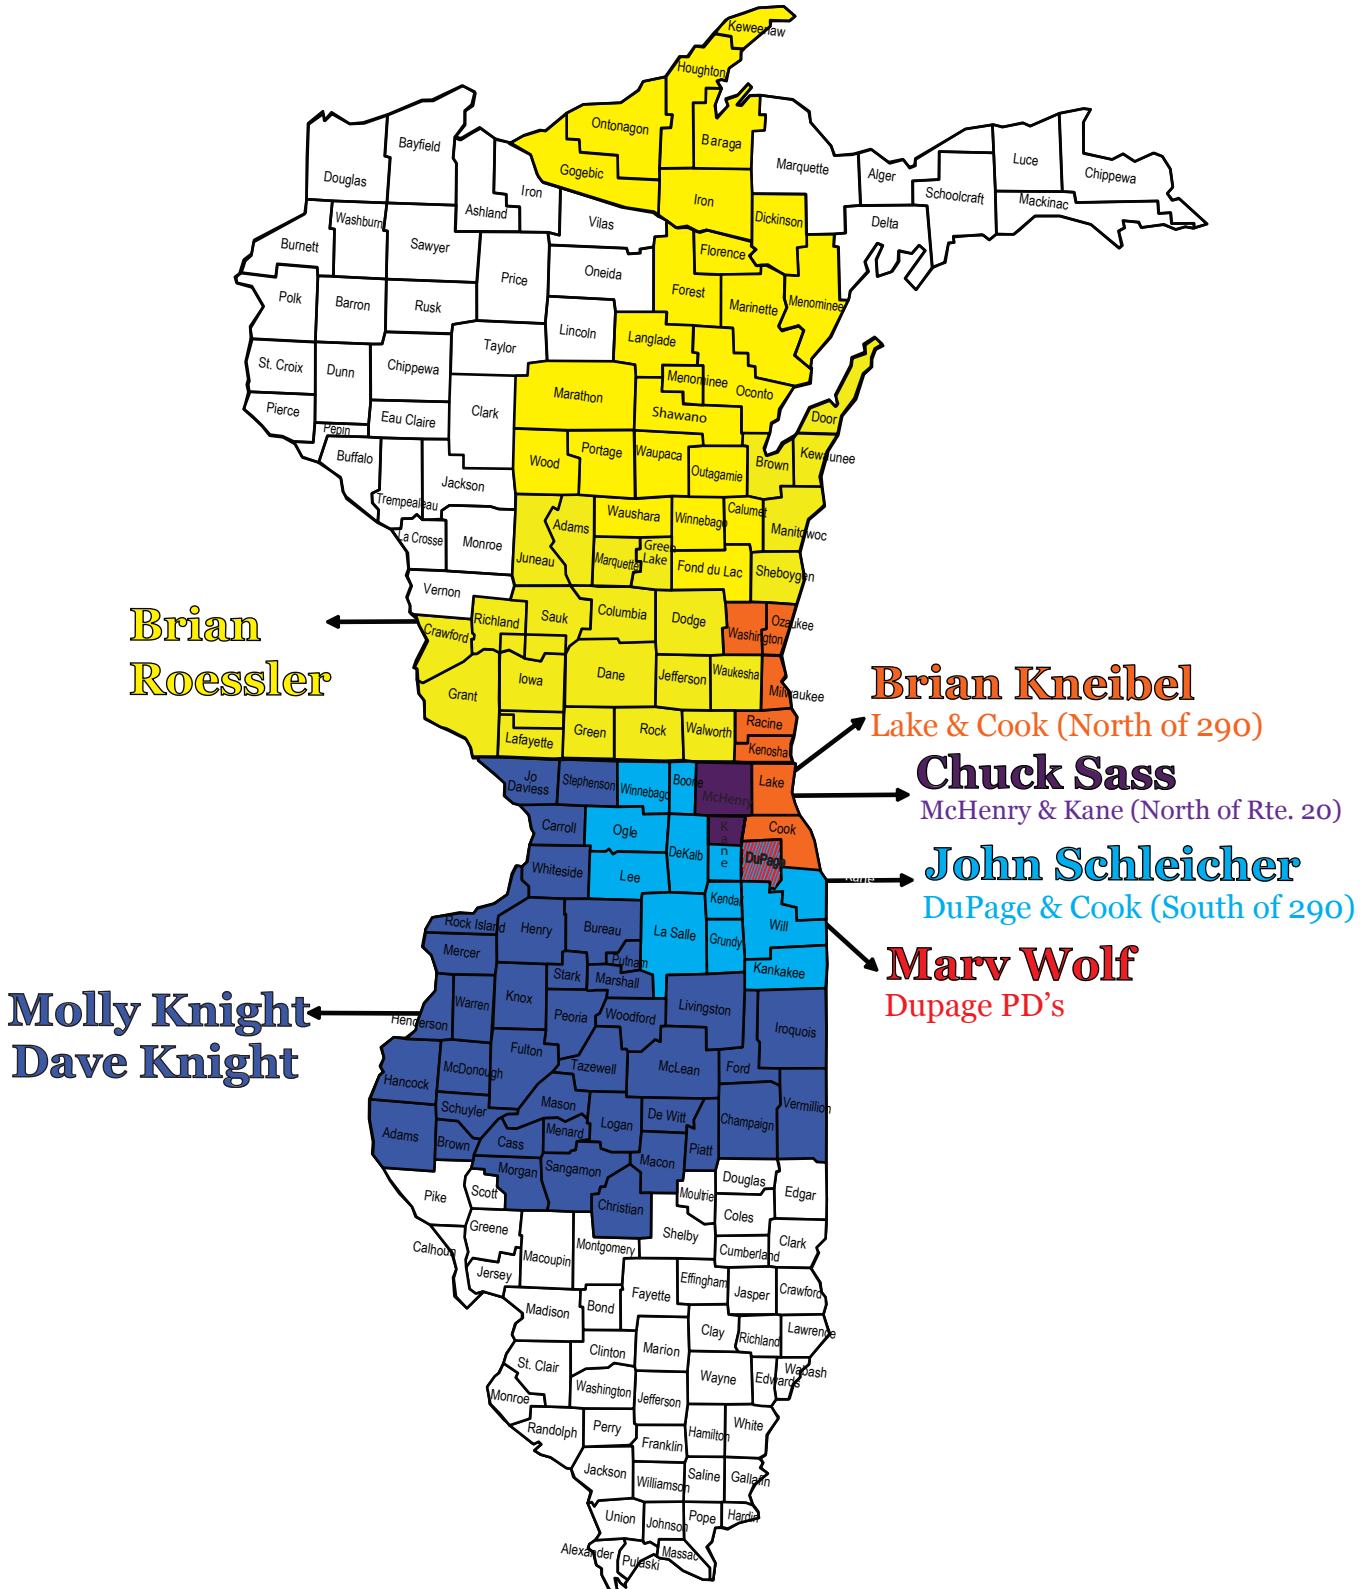 Keweenaw
Houghton
Ontonagon
Baraga
Gogebic
Marquette
Iron
Dickinson
Alger
Luce
Chippewa
Schoolcraft
Mackinac
Delta
Bayfield
Douglas
Iron
Ashland
Washburn
Vilas
Burnett
Sawyer
Florence
Price
Oneida
Polk
Barron
Rusk
Forest
Marinette
Menominee
Lincoln
Langlade
Taylor
St. Croix
Dunn
Chippewa
Menominee
Oconto
Marathon
Shawano
Pierce
Clark
Eau Claire
Door
Pepin
Buffalo
Wood
Portage
Waupaca
Outagamie
Brown
Kewaunee
Jackson
Trempealeau
Adams
Waushara
Winnebago
Calumet
Manitowoc
La Crosse
Monroe
Juneau
Marquette
Green
Lake
Fond du Lac
Sheboygen
Vernon
Crawford
Richland
Sauk
Columbia
Dodge
Washington
Ozaukee
Brian
Roessler
Grant
Iowa
Dane
Jefferson
Waukesha
Milwaukee
Lafayette
Green
Rock
Walworth
Racine
Kenosha
Brian Kneibel
Lake & Cook (North of 290)
Chuck Sass
McHenry & Kane (North of Rte. 20)
John Schleicher
DuPage & Cook (South of 290)
Marv Wolf
Dupage PD's
Jo
Daviess
Stephenson
Winnebago
Boone
McHenry
Lake
Carroll
Ogle
DeKalb
K
a
n
e
Cook
DuPage
Kane
Whiteside
Lee
Kendal
Will
Rock Island
Henry
Bureau
La Salle
Grundy
Mercer
Putnam
Kankakee
Stark
Marshall
Molly Knight
Dave Knight
Henderson
Warren
Knox
Peoria
Woodford
Livingston
Iroquois
Fulton
McDonough
Tazewell
McLean
Ford
Hancock
Schuyler
Mason
Logan
De Witt
Champaign
Vermillion
Adams
Brown
Cass
Menard
Piatt
Morgan
Sangamon
Macon
Christian
Pike
Scott
Moultrie
Douglas
Edgar
Greene
Coles
Calhoun
Macoupin
Montgomery
Shelby
Cumberland
Clark
Jersey
Effingham
Fayette
Jasper
Crawford
Madison
Bond
Clay
Richland
Lawrence
Clinton
Marion
St. Clair
Wayne
Edwards
Wabash
Monroe
Washington
Jefferson
Randolph
Perry
Franklin
Hamilton
White
Jackson
Williamson
Saline
Gallatin
Union
Johnson
Pope
Hardin
Alexander
Pulaski
Massac